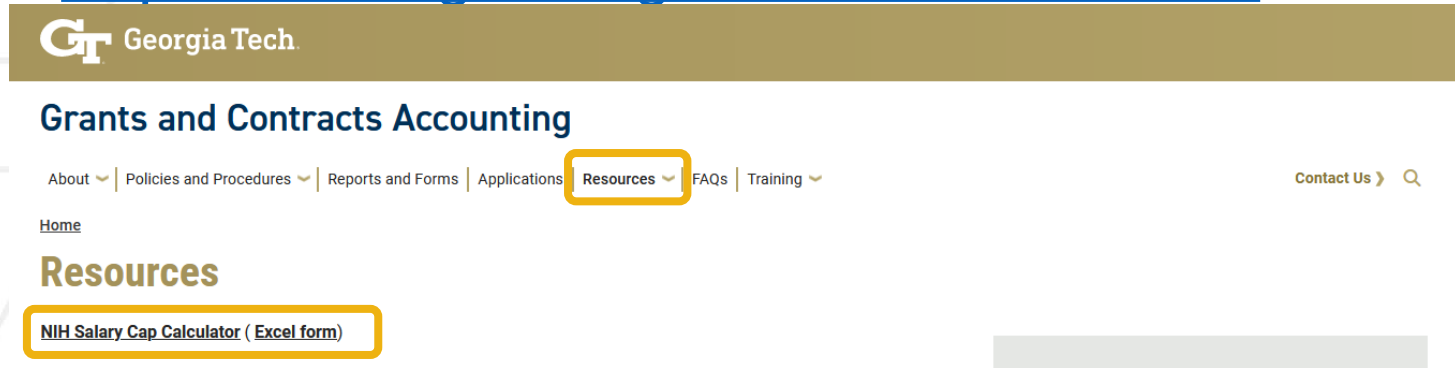 GT Georgia Tech.
Grants and Contracts Accounting
About | Policies and Procedures | Reports and Forms | Applications | Resources | FAQs | Training Contact Us ⟩
Home
Resources
NIH Salary Cap Calculator ( Excel form)